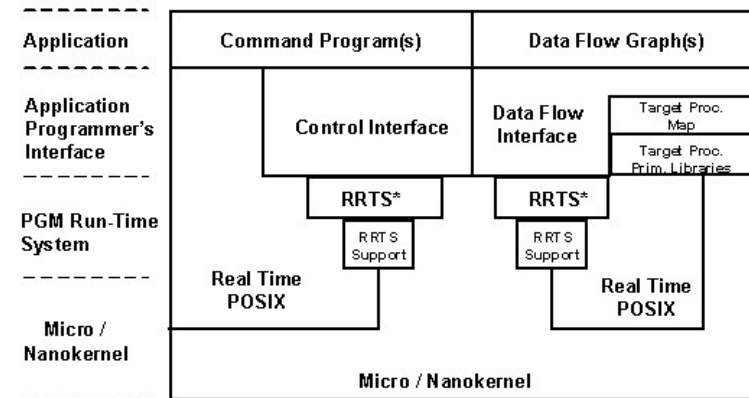 Application
Command Program(s)
Data Flow Graph(s)
Application
Programmer's
Interface
Control Interface
Data Flow
Interface
Target Proc.
Map
Target Proc.
Prim. Libraries
PGM Run-Time
System
RRTS*
RRTS
Support
RRTS*
RRTS
Support
Real Time
POSIX
Real Time
POSIX
Micro /
Nanokernel
Micro / Nanokernel